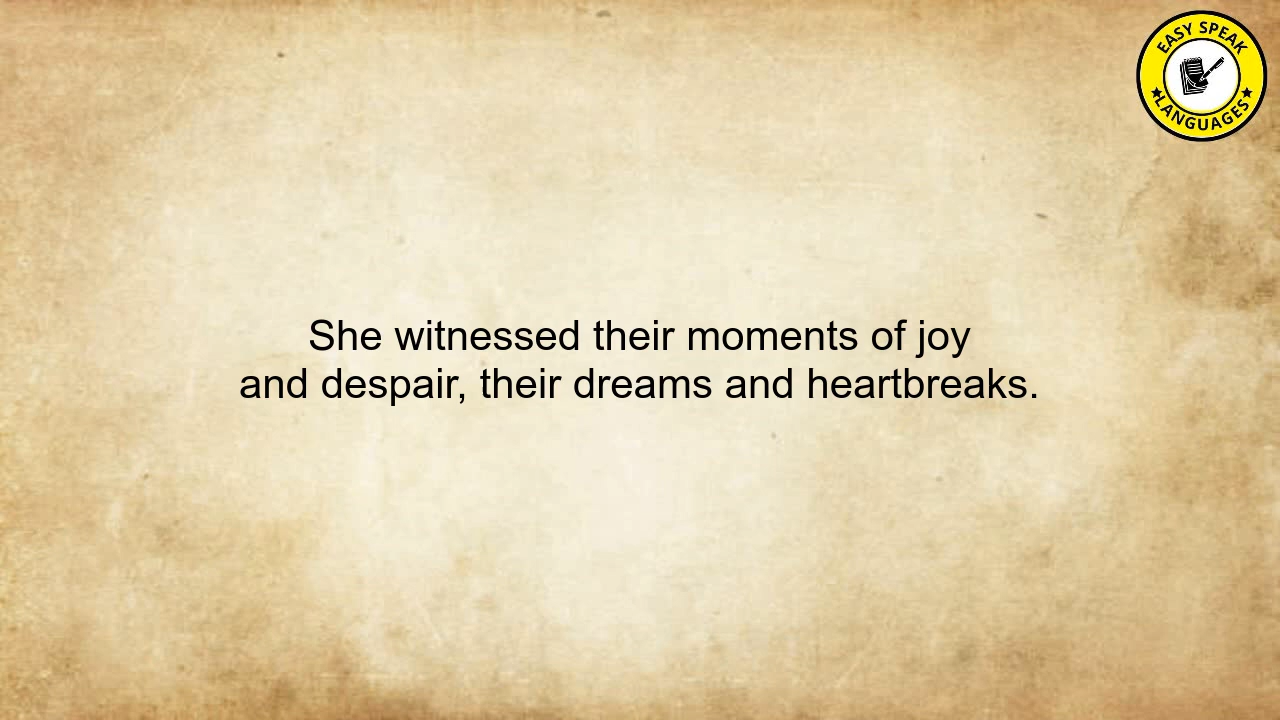 EASY SPEAK
LANGUAGES
She witnessed their moments of joy
and despair, their dreams and heartbreaks.